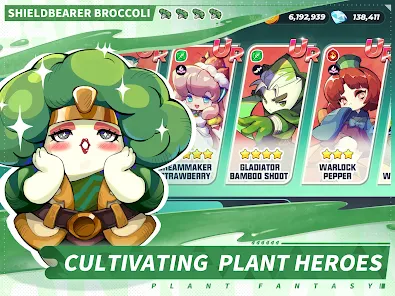 SHIELDBEARER BROCCOLI
6,192,939
138,411
UR
UR
UR
DREAMMAKER
STRAWBERRY
GLADIATOR
BAMBOO SHOOT
WARLOCK
PEPPER
CULTIVATING PLANT HEROES
PLANT FANTASY